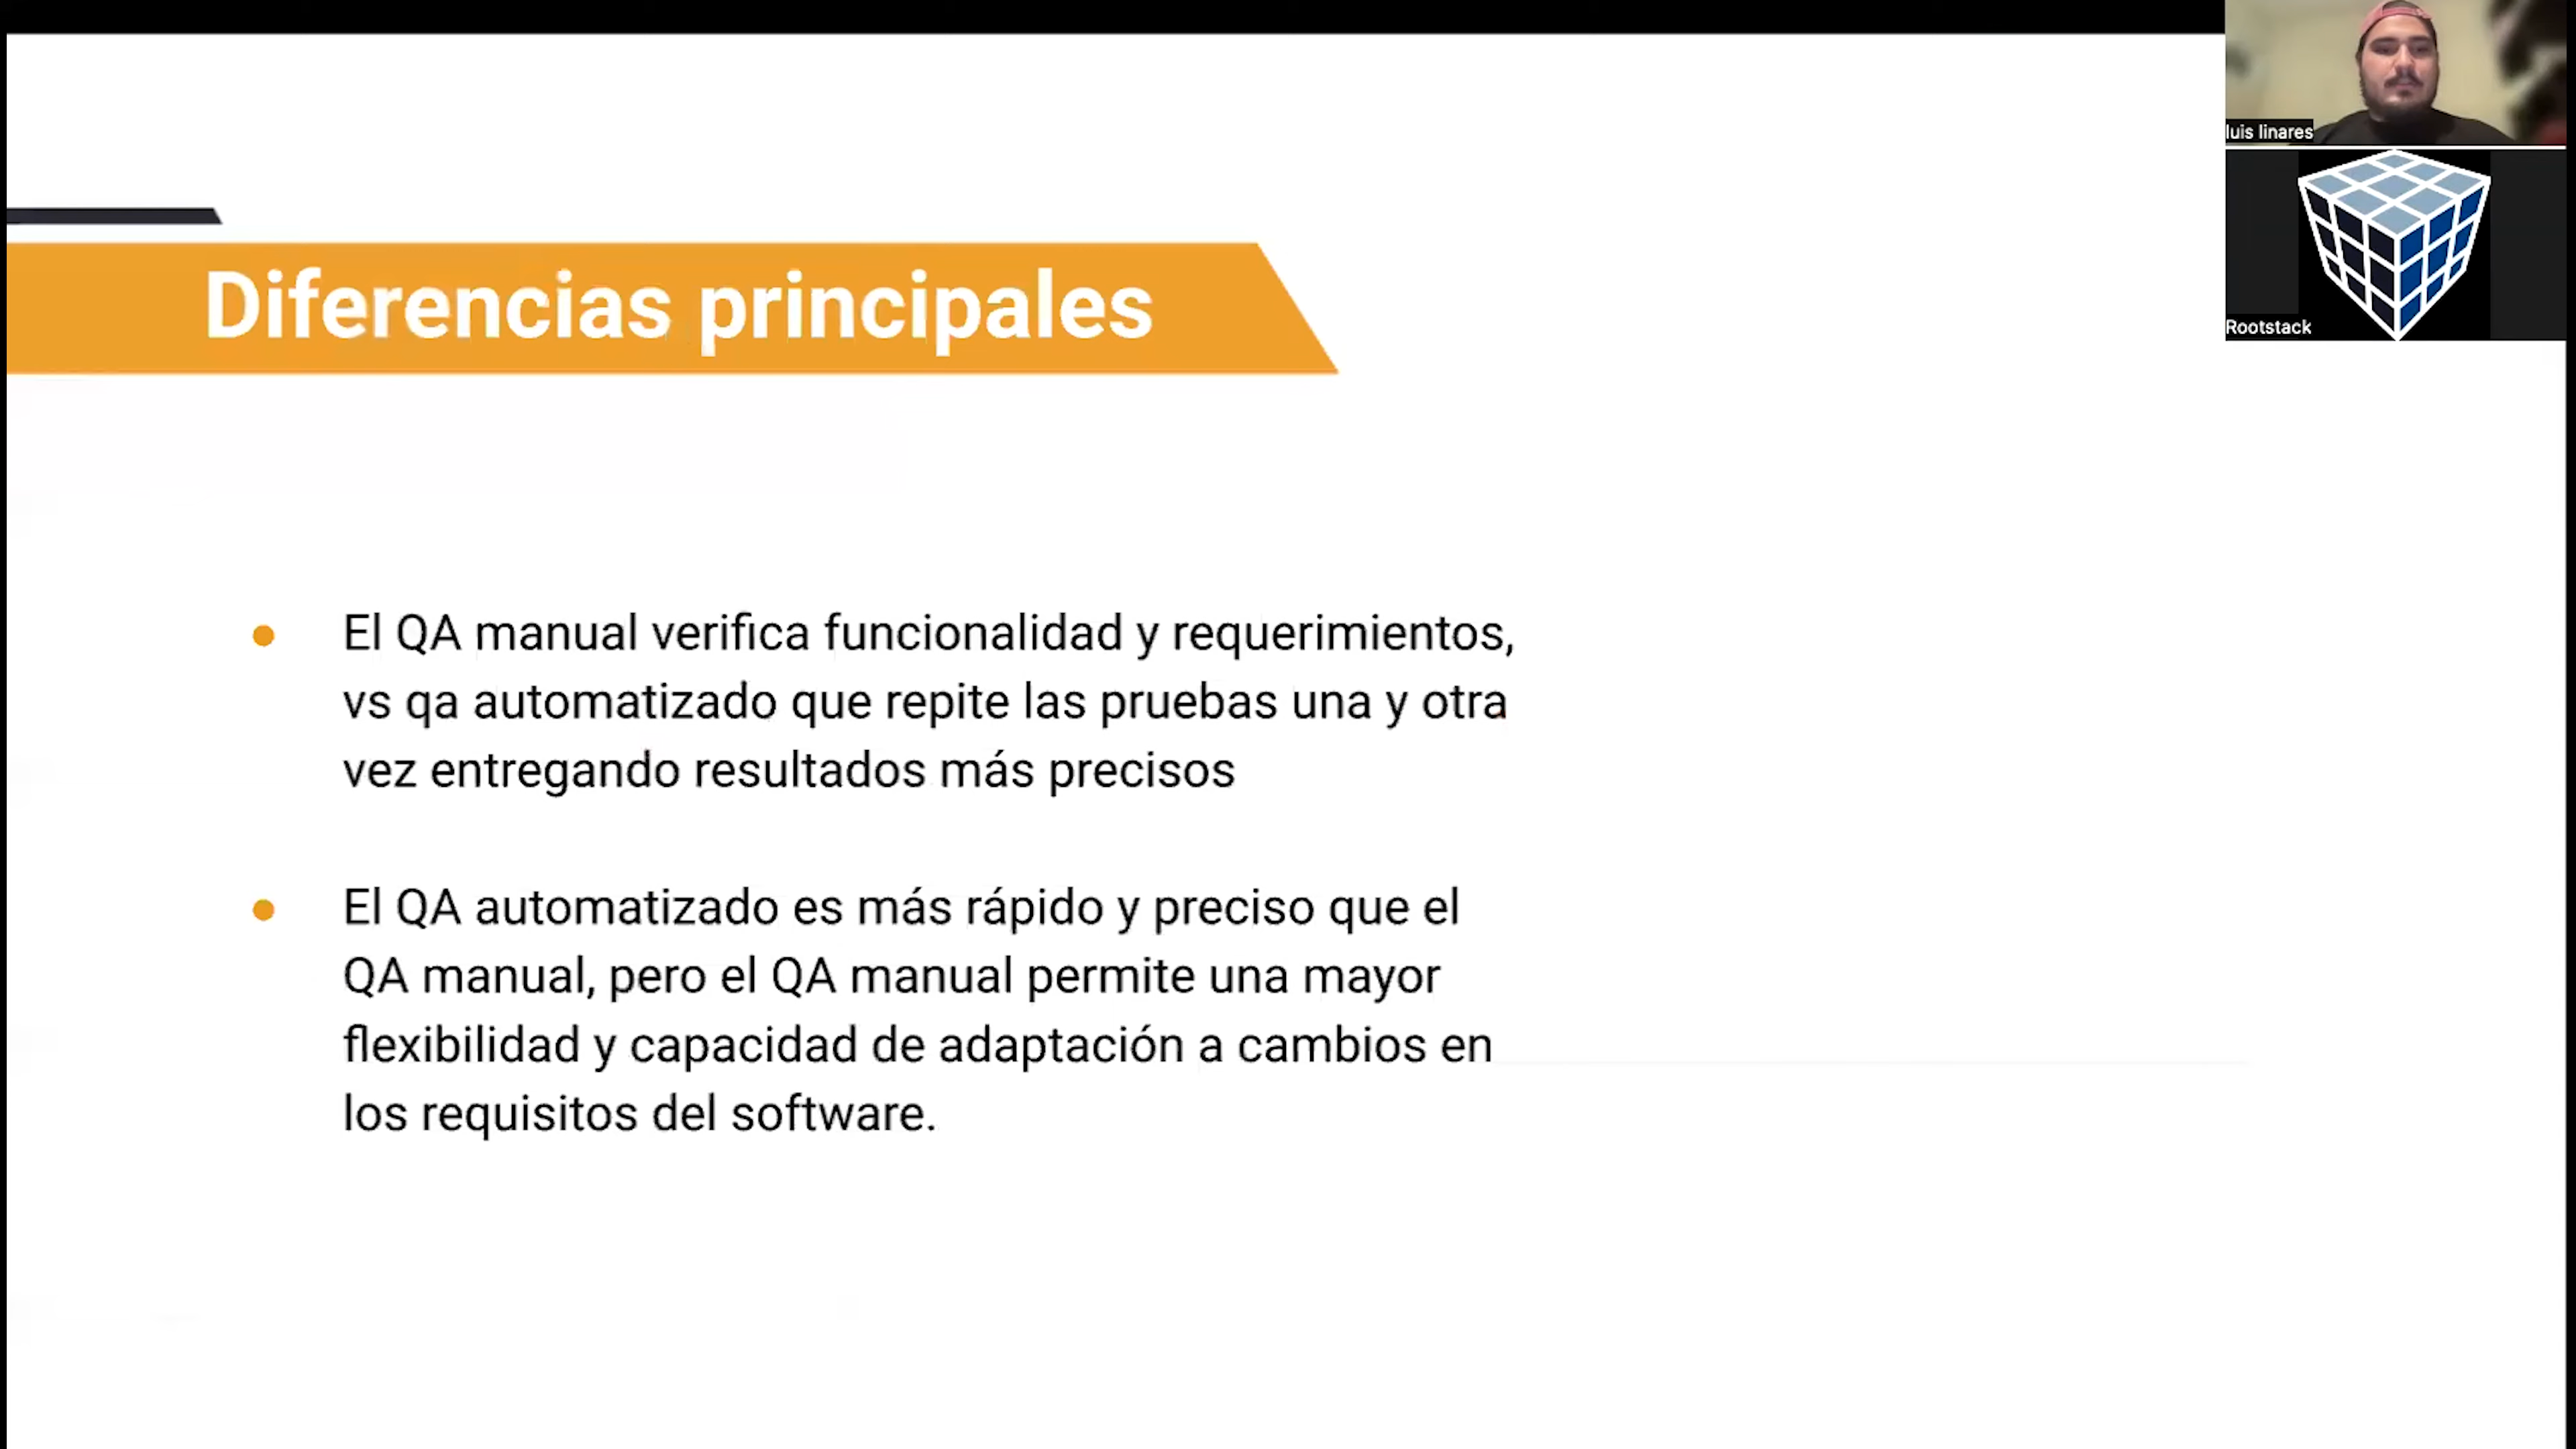 Diferencias principales
El QA manual verifica funcionalidad y requerimientos,
vs qa automatizado que repite las pruebas una y otra
vez entregando resultados más precisos
El QA automatizado es más rápido y preciso que el
QA manual, pero el QA manual permite una mayor
flexibilidad y capacidad de adaptación a cambios en
los requisitos del software.
luis linares
Rootstack